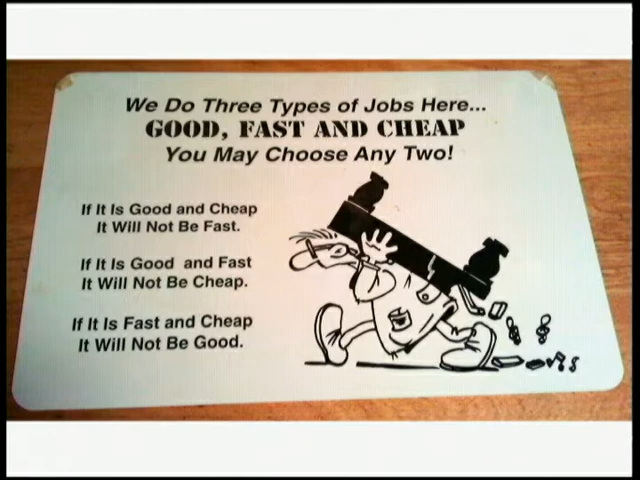 We Do Three Types of Jobs Here...
GOOD, FAST AND CHEAP
You May Choose Any Two!
If It Is Good and Cheap
It Will Not Be Fast.
If It Is Good and Fast
It Will Not Be Cheap.
If It Is Fast and Cheap
It Will Not Be Good.